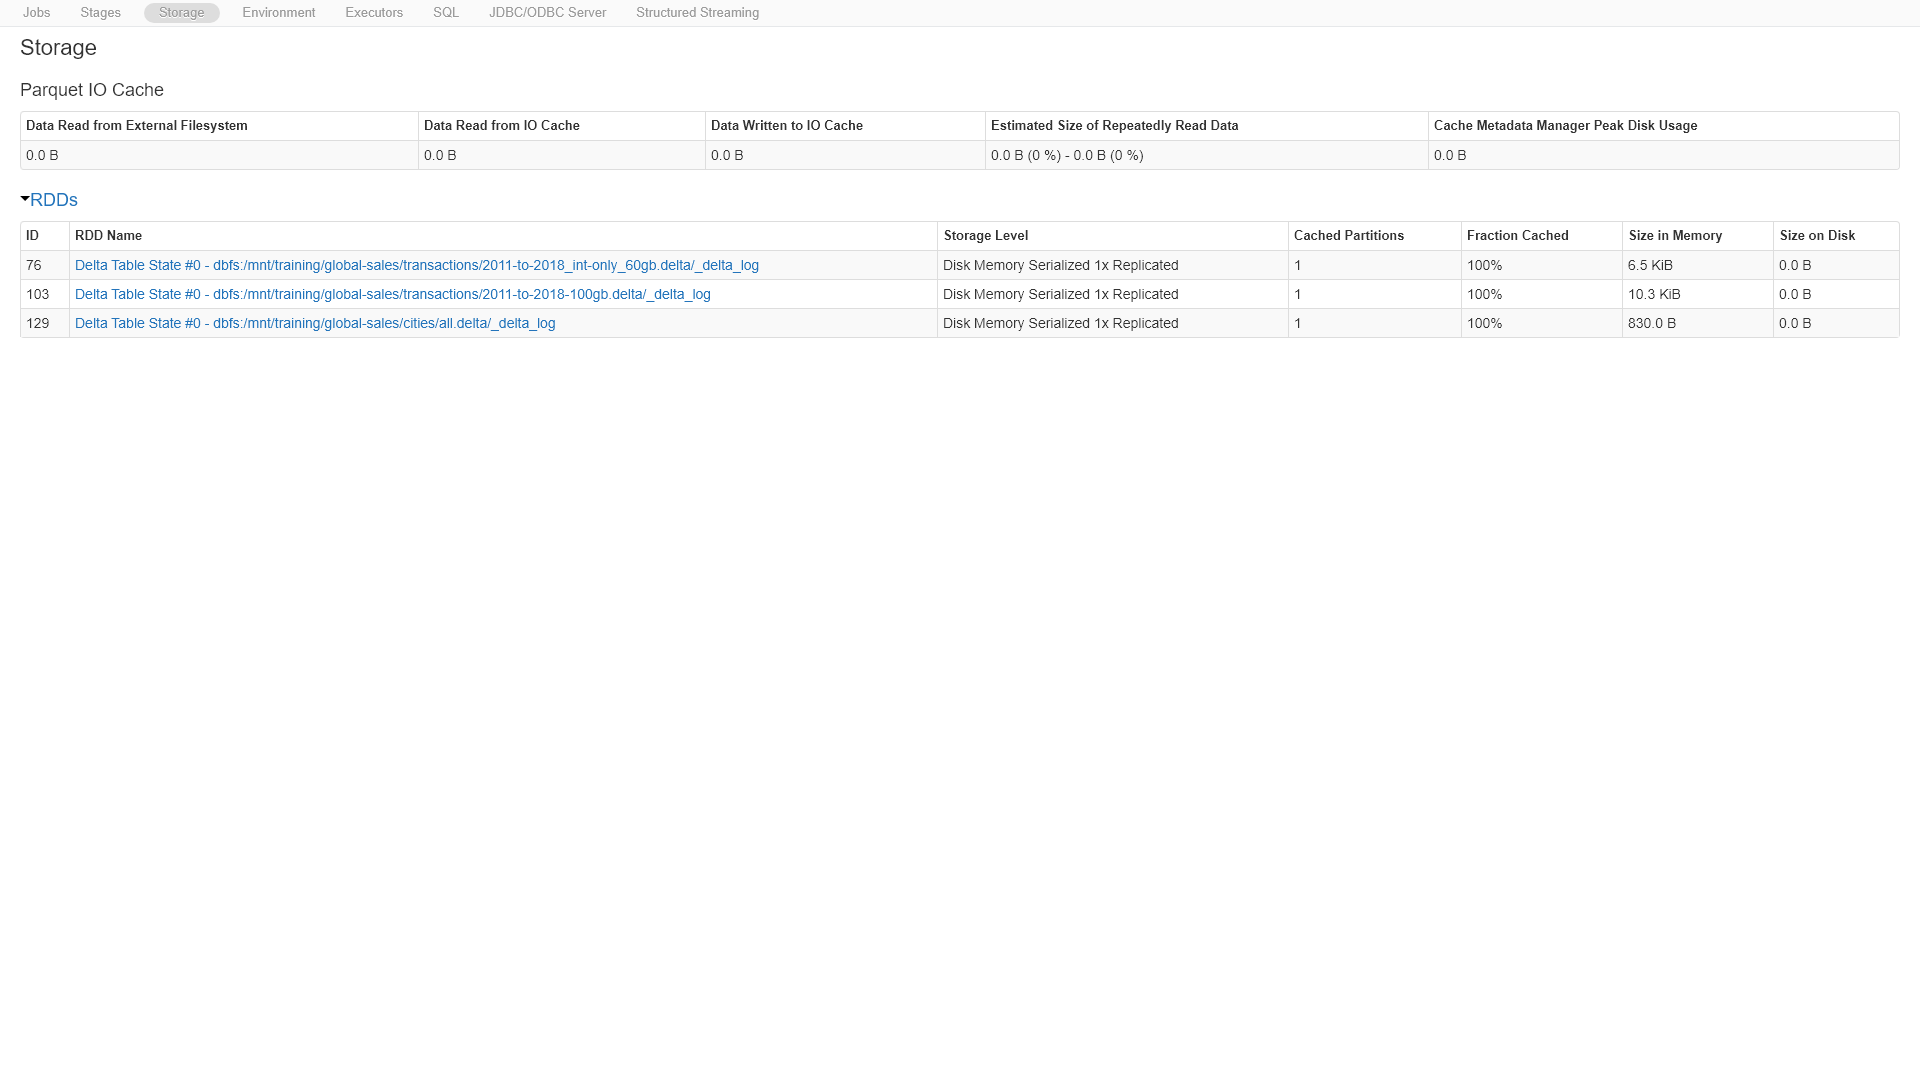 Jobs Stages Storage Environment Executors SQL JDBC/ODBC Server Structured Streaming
Storage
Parquet IO Cache
Data Read from External Filesystem Data Read from IO Cache Data Written to IO Cache Estimated Size of Repeatedly Read Data Cache Metadata Manager Peak Disk Usage
0.0 B 0.0 B 0.0 B 0.0 B (0 %) - 0.0 B (0 %) 0.0 B
RDDs
ID RDD Name Storage Level Cached Partitions Fraction Cached Size in Memory Size on Disk
76 Delta Table State #0 - dbfs:/mnt/training/global-sales/transactions/2011-to-2018_int-only_60gb.delta/_delta_log Disk Memory Serialized 1x Replicated 1 100% 6.5 KiB 0.0 B
103 Delta Table State #0 - dbfs:/mnt/training/global-sales/transactions/2011-to-2018-100gb.delta/_delta_log Disk Memory Serialized 1x Replicated 1 100% 10.3 KiB 0.0 B
129 Delta Table State #0 - dbfs:/mnt/training/global-sales/cities/all.delta/_delta_log Disk Memory Serialized 1x Replicated 1 100% 830.0 B 0.0 B